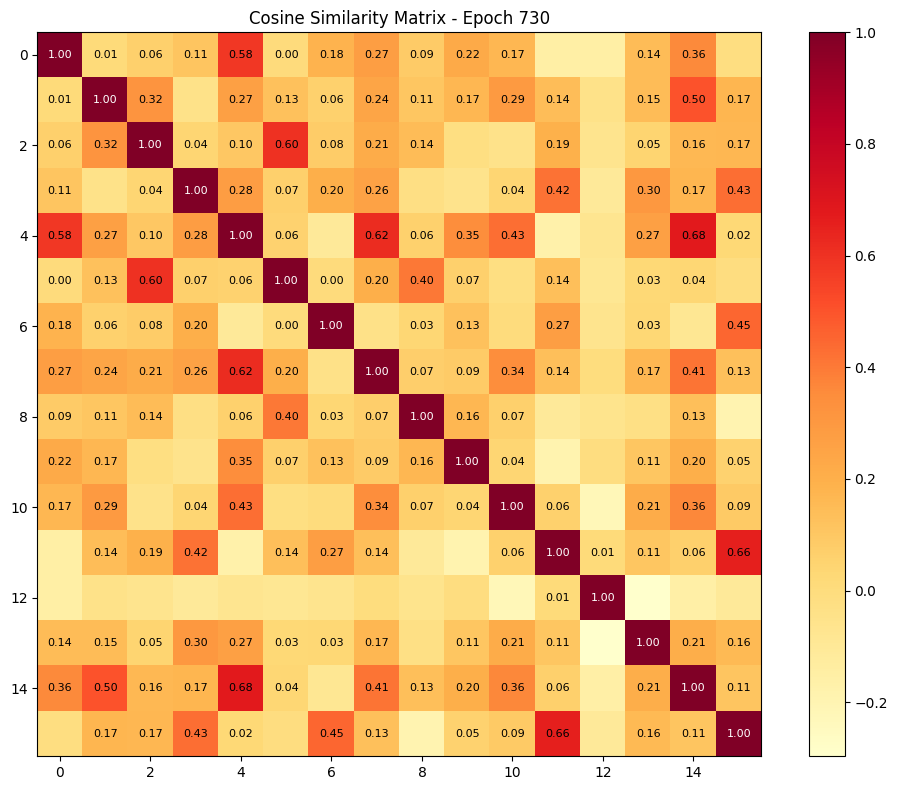 Cosine Similarity Matrix - Epoch 730
0 1.00 0.01 0.06 0.11 0.58 0.00 0.18 0.27 0.09 0.22 0.17 0.14 0.36
0.01 1.00 0.32 0.27 0.13 0.06 0.24 0.11 0.17 0.29 0.14 0.15 0.50 0.17
2 0.06 0.32 1.00 0.04 0.10 0.60 0.08 0.21 0.14 0.19 0.05 0.16 0.17
0.11 0.04 1.00 0.28 0.07 0.20 0.26 0.04 0.42 0.30 0.17 0.43
4 0.58 0.27 0.10 0.28 1.00 0.06 0.62 0.06 0.35 0.43 0.27 0.68 0.02
0.00 0.13 0.60 0.07 0.06 1.00 0.00 0.20 0.40 0.07 0.14 0.03 0.04
6 0.18 0.06 0.08 0.20 0.00 1.00 0.03 0.13 0.27 0.03 0.45
0.27 0.24 0.21 0.26 0.62 0.20 1.00 0.07 0.09 0.34 0.14 0.17 0.41 0.13
8 0.09 0.11 0.14 0.06 0.40 0.03 0.07 1.00 0.16 0.07 0.13
0.22 0.17 0.35 0.07 0.13 0.09 0.16 1.00 0.04 0.11 0.20 0.05
10 0.17 0.29 0.04 0.43 0.34 0.07 0.04 1.00 0.06 0.21 0.36 0.09
0.14 0.19 0.42 0.14 0.27 0.14 0.06 1.00 0.01 0.11 0.06 0.66
12 0.01 1.00
0.14 0.15 0.05 0.30 0.27 0.03 0.03 0.17 0.11 0.21 0.11 1.00 0.21 0.16
14 0.36 0.50 0.16 0.17 0.68 0.04 0.41 0.13 0.20 0.36 0.06 0.21 1.00 0.11
0.17 0.17 0.43 0.02 0.45 0.13 0.05 0.09 0.66 0.16 0.11 1.00
0 2 4 6 8 10 12 14
1.0
0.8
0.6
0.4
0.2
0.0
−0.2